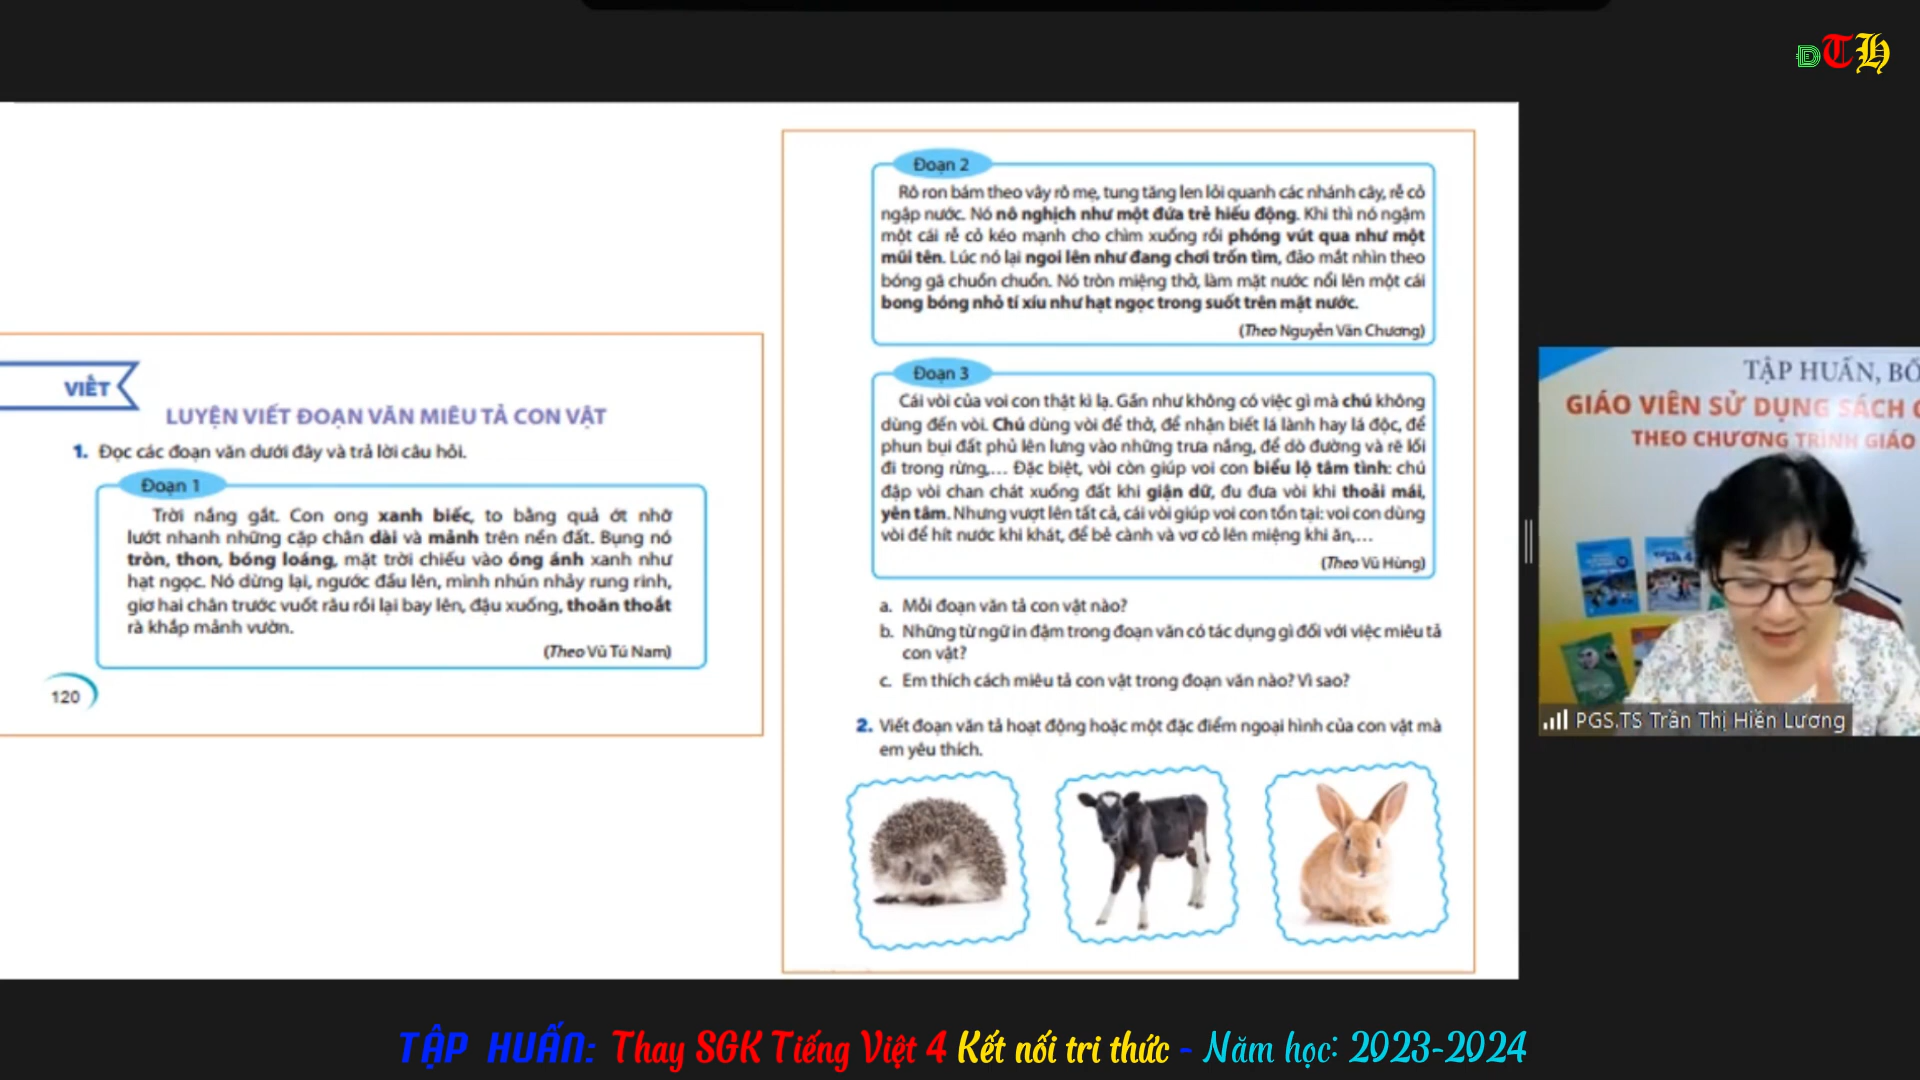 DTH
VIẾT
LUYỆN VIẾT ĐOẠN VĂN MIÊU TẢ CON VẬT
1. Đọc các đoạn văn dưới đây và trả lời câu hỏi.
Đoạn 1
Trời nắng gắt. Con ong xanh biếc, to bằng quả ớt nhỡ
lướt nhanh những cặp chân dài và mảnh trên nền đất. Bụng nó
tròn, thon, bóng loáng, mặt trời chiếu vào óng ánh xanh như
hạt ngọc. Nó dừng lại, ngước đầu lên, mình nhún nhảy rung rinh,
giơ hai chân trước vuốt râu rồi lại bay lên, đậu xuống, thoăn thoắt
rà khắp mảnh vườn.
(Theo Vũ Tú Nam)
120
Đoạn 2
Rô ron bám theo vây rô mẹ, tung tăng len lỏi quanh các nhánh cây, rễ cỏ
ngập nước. Nó nô nghịch như một đứa trẻ hiếu động. Khi thì nó ngậm
một cái rễ cỏ kéo mạnh cho chìm xuống rồi phóng vút qua như một
mũi tên. Lúc nó lại ngoi lên như đang chơi trốn tìm, đảo mắt nhìn theo
bóng gã chuồn chuồn. Nó tròn miệng thở, làm mặt nước nổi lên một cái
bong bóng nhỏ tí xíu như hạt ngọc trong suốt trên mặt nước.
(Theo Nguyễn Văn Chương)
Đoạn 3
Cái vòi của voi con thật kì lạ. Gần như không có việc gì mà chú không
dùng đến vòi. Chú dùng vòi để thở, để nhận biết lá lành hay lá độc, để
phun bụi đất phủ lên lưng vào những trưa nắng, để dò đường và rẽ lối
đi trong rừng,... Đặc biệt, vòi còn giúp voi con biểu lộ tâm tình: chú
đập vòi chan chát xuống đất khi giận dữ, đu đưa vòi khi thoải mái,
yên tâm. Nhưng vượt lên tất cả, cái vòi giúp voi con tồn tại: voi con dùng
vòi để hít nước khi khát, để bẻ cành và vơ cỏ lên miệng khi ăn,...
(Theo Vũ Hùng)
a. Mỗi đoạn văn tả con vật nào?
b. Những từ ngữ in đậm trong đoạn văn có tác dụng gì đối với việc miêu tả
con vật?
c. Em thích cách miêu tả con vật trong đoạn văn nào? Vì sao?
2. Viết đoạn văn tả hoạt động hoặc một đặc điểm ngoại hình của con vật mà
em yêu thích.
TẬP HUẤN, BỒ
GIÁO VIÊN SỬ DỤNG SÁCH
THEO CHƯƠNG TRÌNH GIÁO
PGS.TS Trần Thị Hiền Lương
TẬP HUẤN: Thay SGK Tiếng Việt 4 Kết nối tri thức - Năm học: 2023-2024